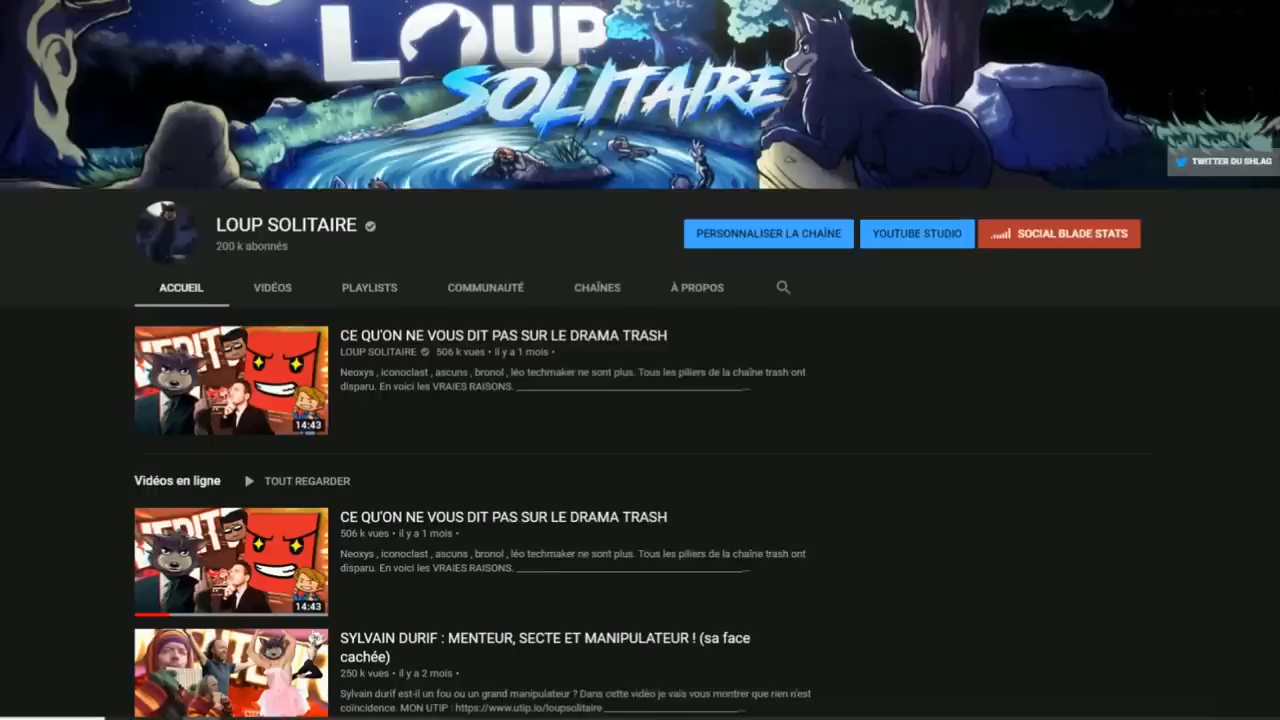 LOUP
SOLITAIRE
TWITTER DU SHLAG
LOUP SOLITAIRE
200 k abonnés
PERSONNALISER LA CHAÎNE
YOUTUBE STUDIO
SOCIAL BLADE STATS
ACCUEIL
VIDÉOS
PLAYLISTS
COMMUNAUTÉ
CHAÎNES
À PROPOS
14:43
CE QU'ON NE VOUS DIT PAS SUR LE DRAMA TRASH
LOUP SOLITAIRE 506 k vues • il y a 1 mois •
Neoxys , iconoclast , ascuns , bronol , léo techmaker ne sont plus. Tous les piliers de la chaîne trash ont
disparu. En voici les VRAIES RAISONS. ________________________________________
Vidéos en ligne
TOUT REGARDER
14:43
CE QU'ON NE VOUS DIT PAS SUR LE DRAMA TRASH
506 k vues • il y a 1 mois •
Neoxys , iconoclast , ascuns , bronol , léo techmaker ne sont plus. Tous les piliers de la chaîne trash ont
disparu. En voici les VRAIES RAISONS. ________________________________________
SYLVAIN DURIF : MENTEUR, SECTE ET MANIPULATEUR ! (sa face
cachée)
250 k vues • il y a 2 mois •
Sylvain durif est-il un fou ou un grand manipulateur ? Dans cette vidéo je vais vous montrer que rien n'est
coïncidence. MON UTIP : https://www.utip.io/loupsolitaire ________________________